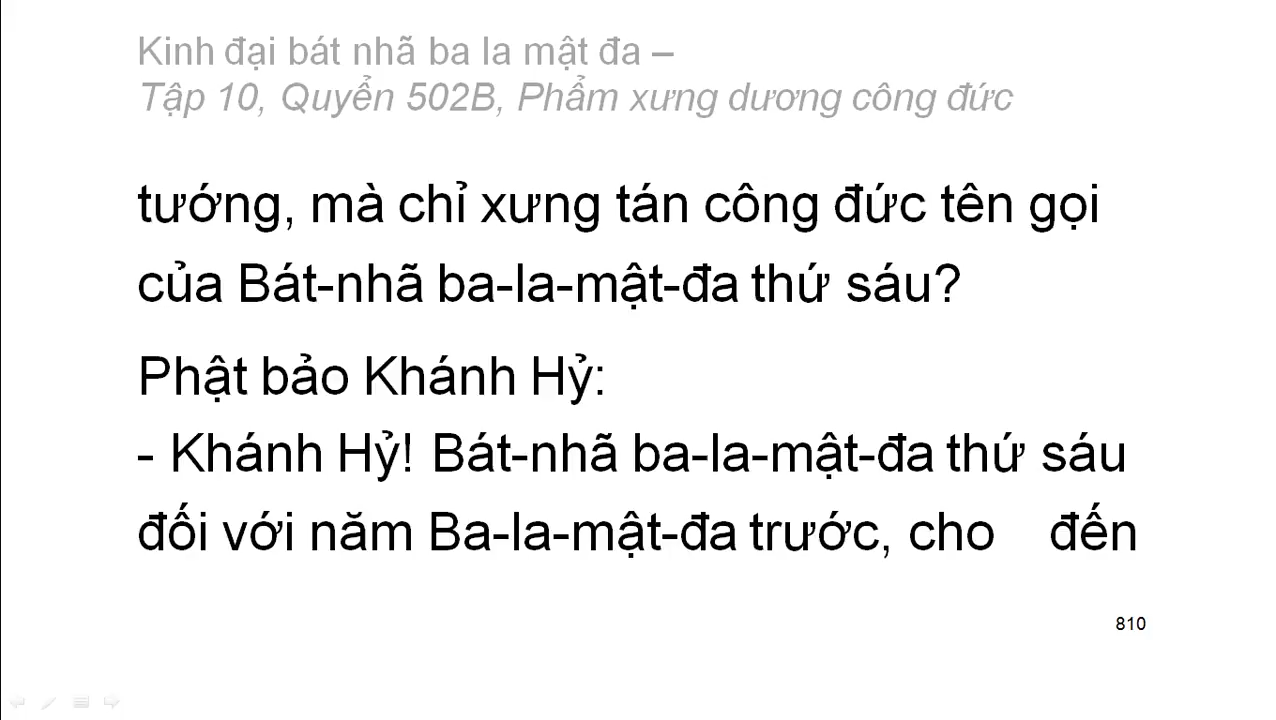 Kinh đại bát nhã ba la mật đa –
Tập 10, Quyển 502B, Phẩm xưng dương công đức
tướng, mà chỉ xưng tán công đức tên gọi
của Bát-nhã ba-la-mật-đa thứ sáu?
Phật bảo Khánh Hỷ:
- Khánh Hỷ! Bát-nhã ba-la-mật-đa thứ sáu
đối với năm Ba-la-mật-đa trước, cho đến
810